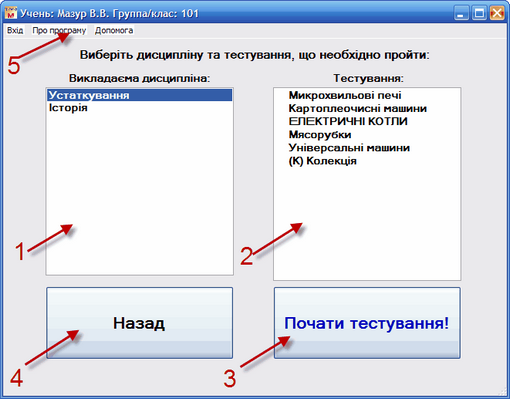 Учень: Мазур В.В. Группа/клас: 101
Вхід Про програму Допомога
5
Виберіть дисципліну та тестування, що необхідно пройти:
Викладаєма дисципліна: Тестування:
Устаткування
Історія
Микрохвильові печі
Картоплеочисні машини
ЕЛЕКТРИЧНІ КОТЛИ
Мясорубки
Універсальні машини
(К) Колекція
1
2
Назад
Почати тестування!
4
3